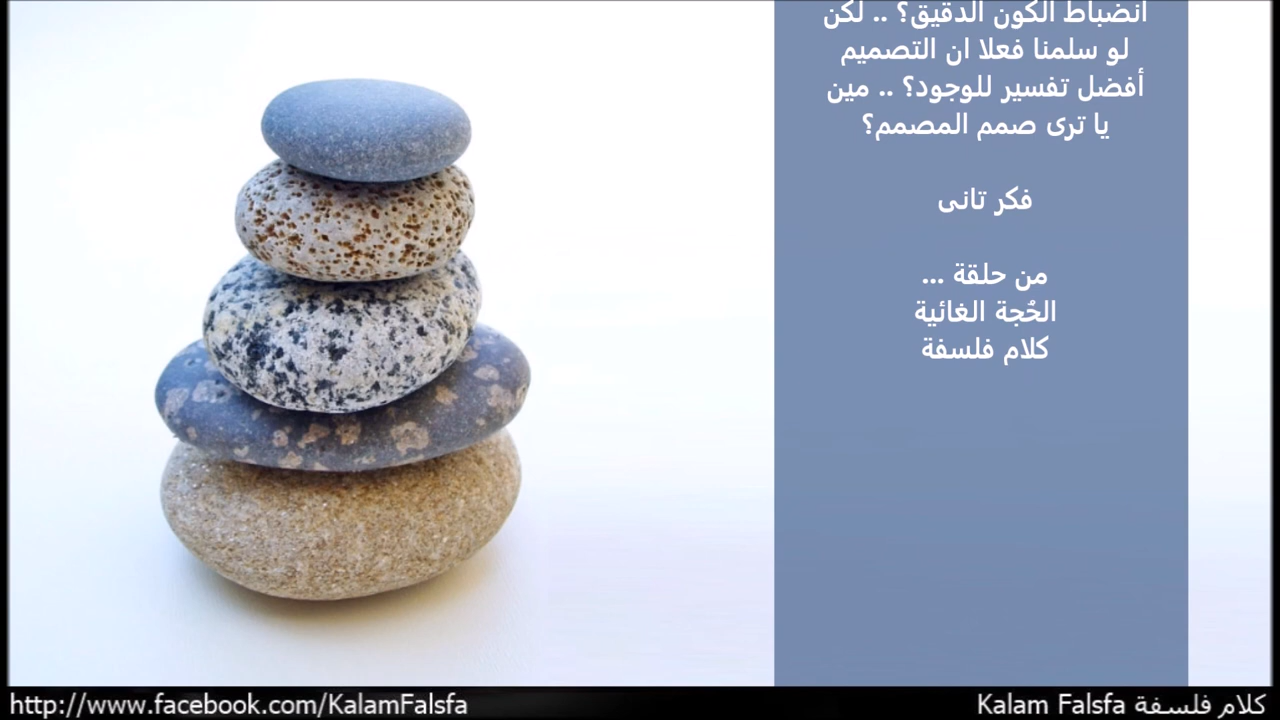 انضباط الكون الدقيق؟ .. لكن
لو سلمنا فعلا ان التصميم
أفضل تفسير للوجود؟ .. مين
يا ترى صمم المصمم؟
فكر تانى
من حلقة ...
الحُجة الغائية
كلام فلسفة
http://www.facebook.com/KalamFalsfa
Kalam Falsfa كلام فلسفة